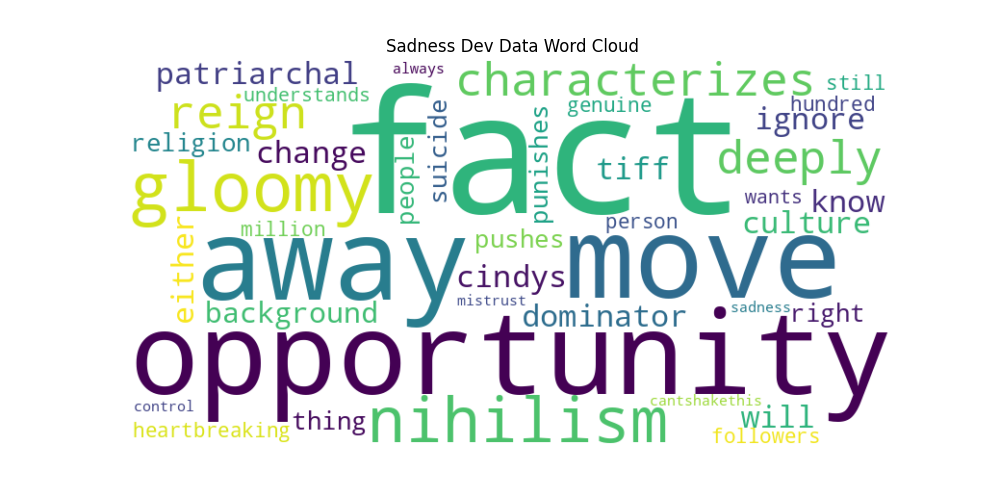 Sadness Dev Data Word Cloud
patriarchal
always
characterizes
still
understands
reign
fact
genuine
hundred
ignore
religion
change
suicide
punishes
tiff
deeply
gloomy
people
wants
know
person
culture
either
million
away
pushes
move
cindys
mistrust
background
dominator
sadness
right
opportunity
control
cantshakethis
heartbreaking
thing
nihilism
will
followers